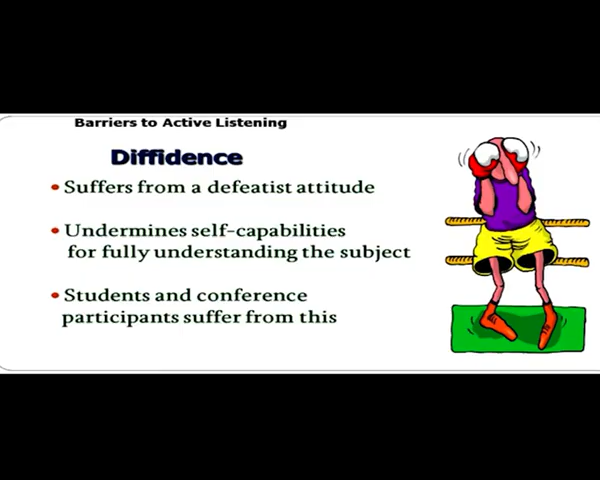 Barriers to Active Listening
Diffidence
• Suffers from a defeatist attitude
• Undermines self-capabilities
for fully understanding the subject
• Students and conference
participants suffer from this